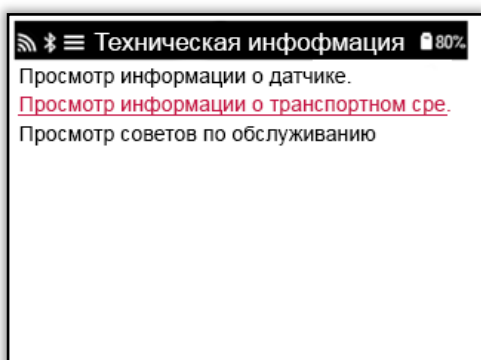 Техническая инфофмация 80%
Просмотр информации о датчике.
Просмотр информации о транспортном сре.
Просмотр советов по обслуживанию